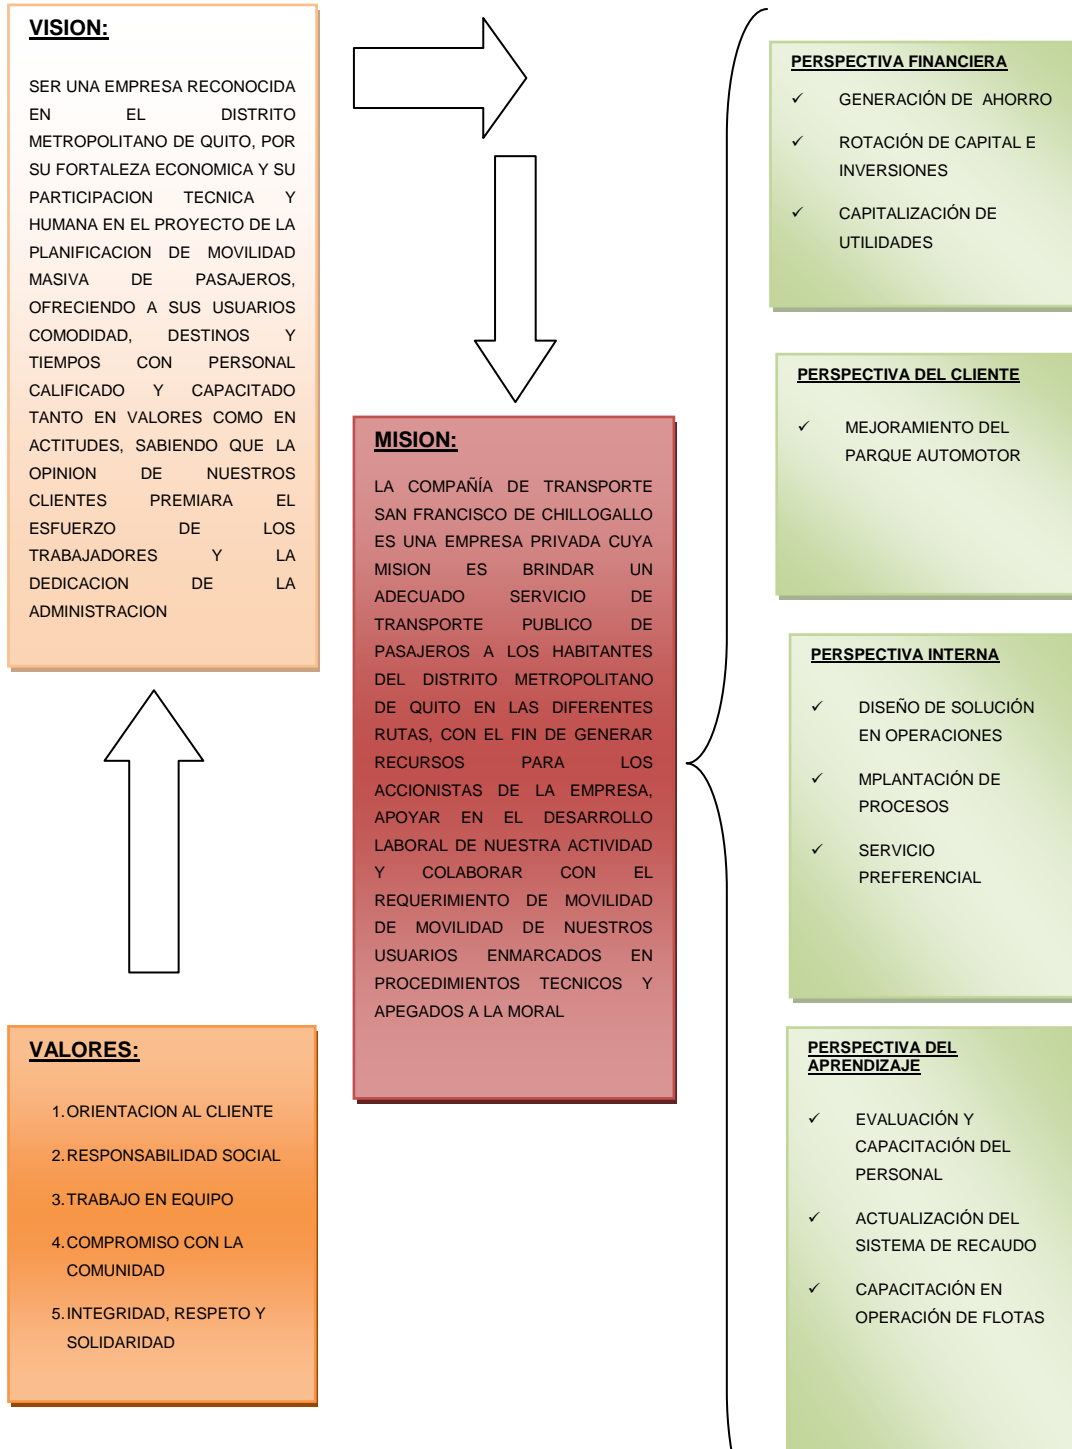 VISION:
SER UNA EMPRESA RECONOCIDA
EN EL DISTRITO
METROPOLITANO DE QUITO, POR
SU FORTALEZA ECONOMICA Y SU
PARTICIPACION TECNICA Y
HUMANA EN EL PROYECTO DE LA
PLANIFICACION DE MOVILIDAD
MASIVA DE PASAJEROS,
OFRECIENDO A SUS USUARIOS
COMODIDAD, DESTINOS Y
TIEMPOS CON PERSONAL
CALIFICADO Y CAPACITADO
TANTO EN VALORES COMO EN
ACTITUDES, SABIENDO QUE LA
OPINION DE NUESTROS
CLIENTES PREMIARA EL
ESFUERZO DE LOS
TRABAJADORES Y LA
DEDICACION DE LA
ADMINISTRACION
VALORES:
1. ORIENTACION AL CLIENTE
2. RESPONSABILIDAD SOCIAL
3. TRABAJO EN EQUIPO
4. COMPROMISO CON LA
COMUNIDAD
5. INTEGRIDAD, RESPETO Y
SOLIDARIDAD
MISION:
LA COMPAÑÍA DE TRANSPORTE
SAN FRANCISCO DE CHILLOGALLO
ES UNA EMPRESA PRIVADA CUYA
MISION ES BRINDAR UN
ADECUADO SERVICIO DE
TRANSPORTE PUBLICO DE
PASAJEROS A LOS HABITANTES
DEL DISTRITO METROPOLITANO
DE QUITO EN LAS DIFERENTES
RUTAS, CON EL FIN DE GENERAR
RECURSOS PARA LOS
ACCIONISTAS DE LA EMPRESA,
APOYAR EN EL DESARROLLO
LABORAL DE NUESTRA ACTIVIDAD
Y COLABORAR CON EL
REQUERIMIENTO DE MOVILIDAD
DE MOVILIDAD DE NUESTROS
USUARIOS ENMARCADOS EN
PROCEDIMIENTOS TECNICOS Y
APEGADOS A LA MORAL
PERSPECTIVA FINANCIERA
✓ GENERACIÓN DE AHORRO
✓ ROTACIÓN DE CAPITAL E
INVERSIONES
✓ CAPITALIZACIÓN DE
UTILIDADES
PERSPECTIVA DEL CLIENTE
✓ MEJORAMIENTO DEL
PARQUE AUTOMOTOR
PERSPECTIVA INTERNA
✓ DISEÑO DE SOLUCIÓN
EN OPERACIONES
✓ MPLANTACIÓN DE
PROCESOS
✓ SERVICIO
PREFERENCIAL
PERSPECTIVA DEL
APRENDIZAJE
✓ EVALUACIÓN Y
CAPACITACIÓN DEL
PERSONAL
✓ ACTUALIZACIÓN DEL
SISTEMA DE RECAUDO
✓ CAPACITACIÓN EN
OPERACIÓN DE FLOTAS